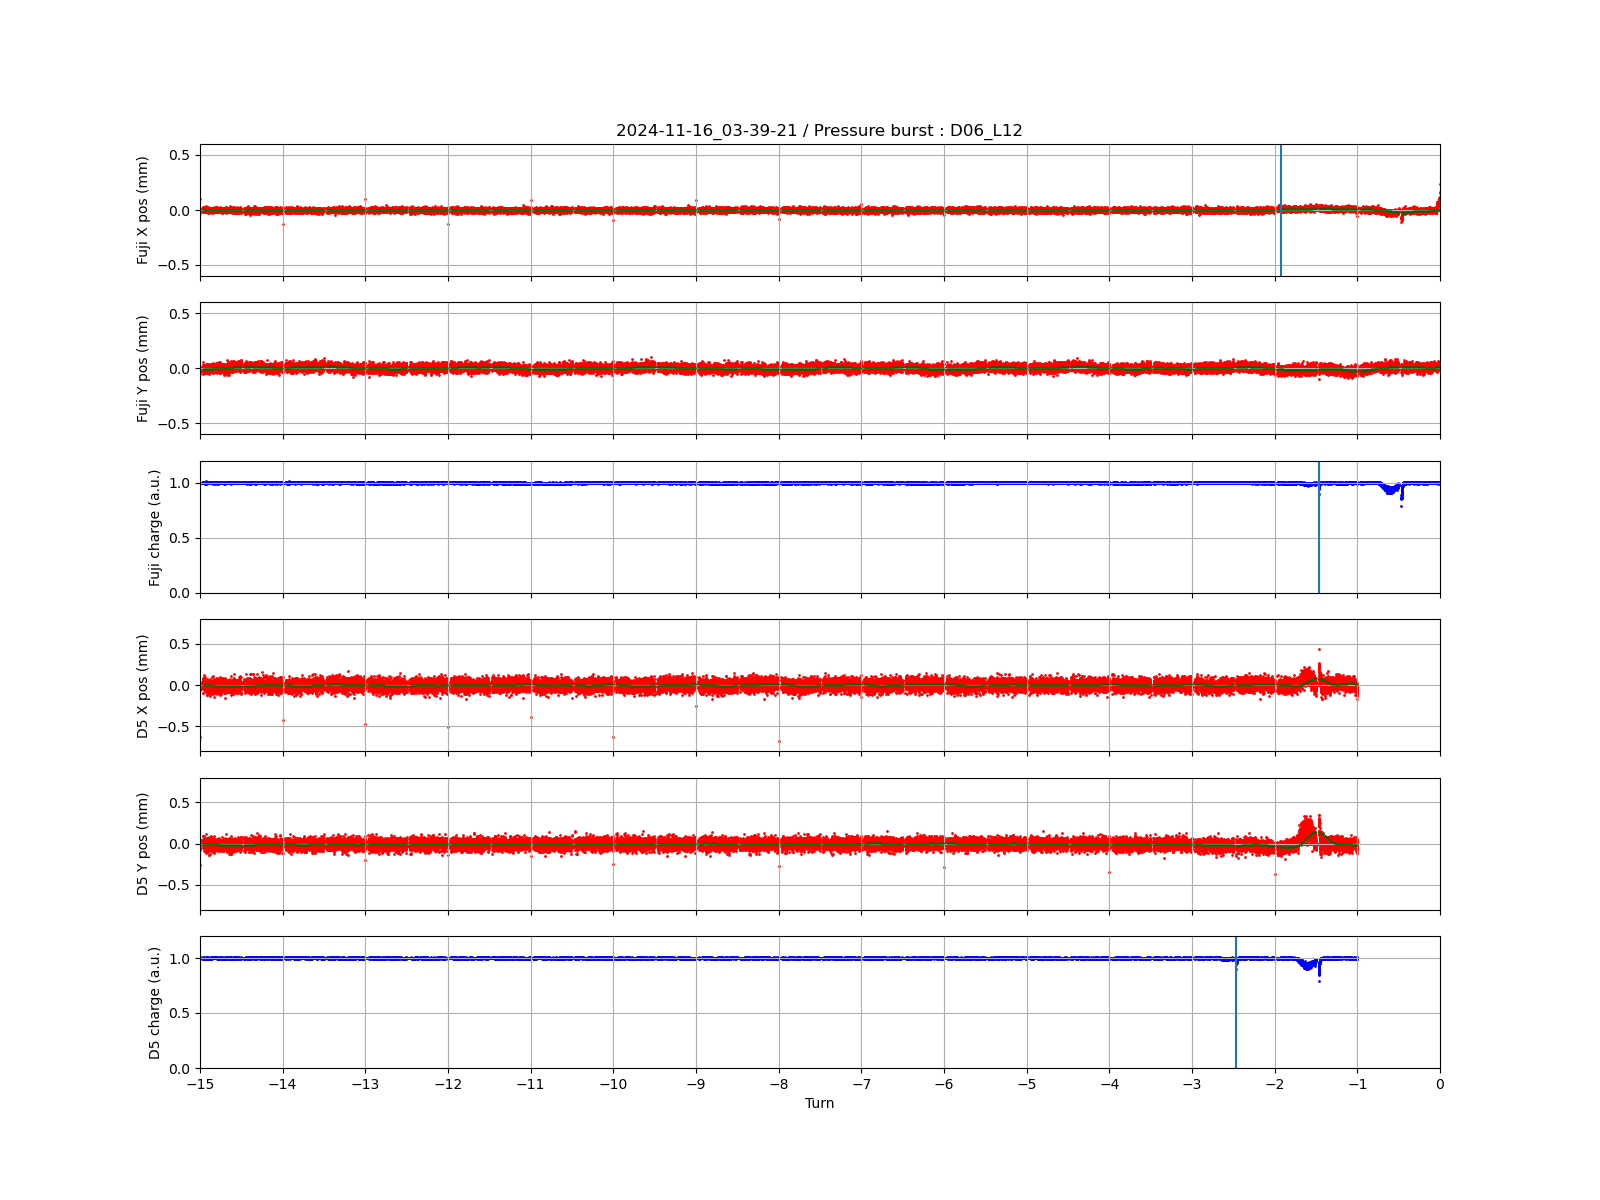 2024-11-16_03-39-21 / Pressure burst : D06_L12
Fuji X pos (mm)
0.5
0.0
−0.5
Fuji Y pos (mm)
0.5
0.0
−0.5
Fuji charge (a.u.)
1.0
0.5
0.0
D5 X pos (mm)
0.5
0.0
−0.5
D5 Y pos (mm)
0.5
0.0
−0.5
D5 charge (a.u.)
1.0
0.5
0.0
−15 −14 −13 −12 −11 −10 −9 −8 −7 −6 −5 −4 −3 −2 −1 0
Turn